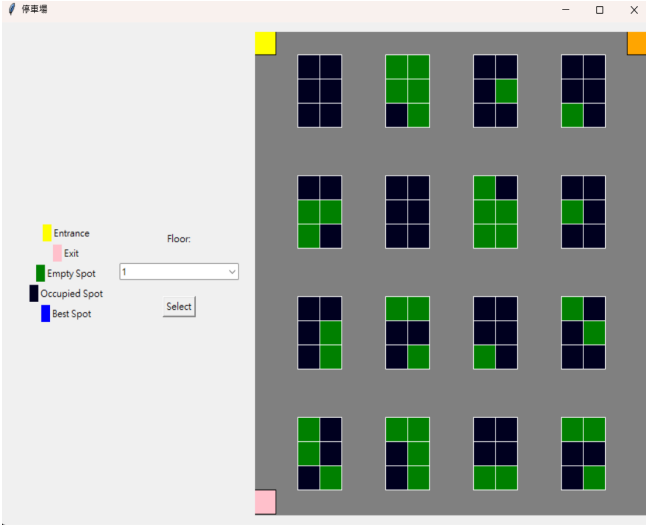 停車場
Entrance
Exit
Empty Spot
Occupied Spot
Best Spot
Floor:
1
Select